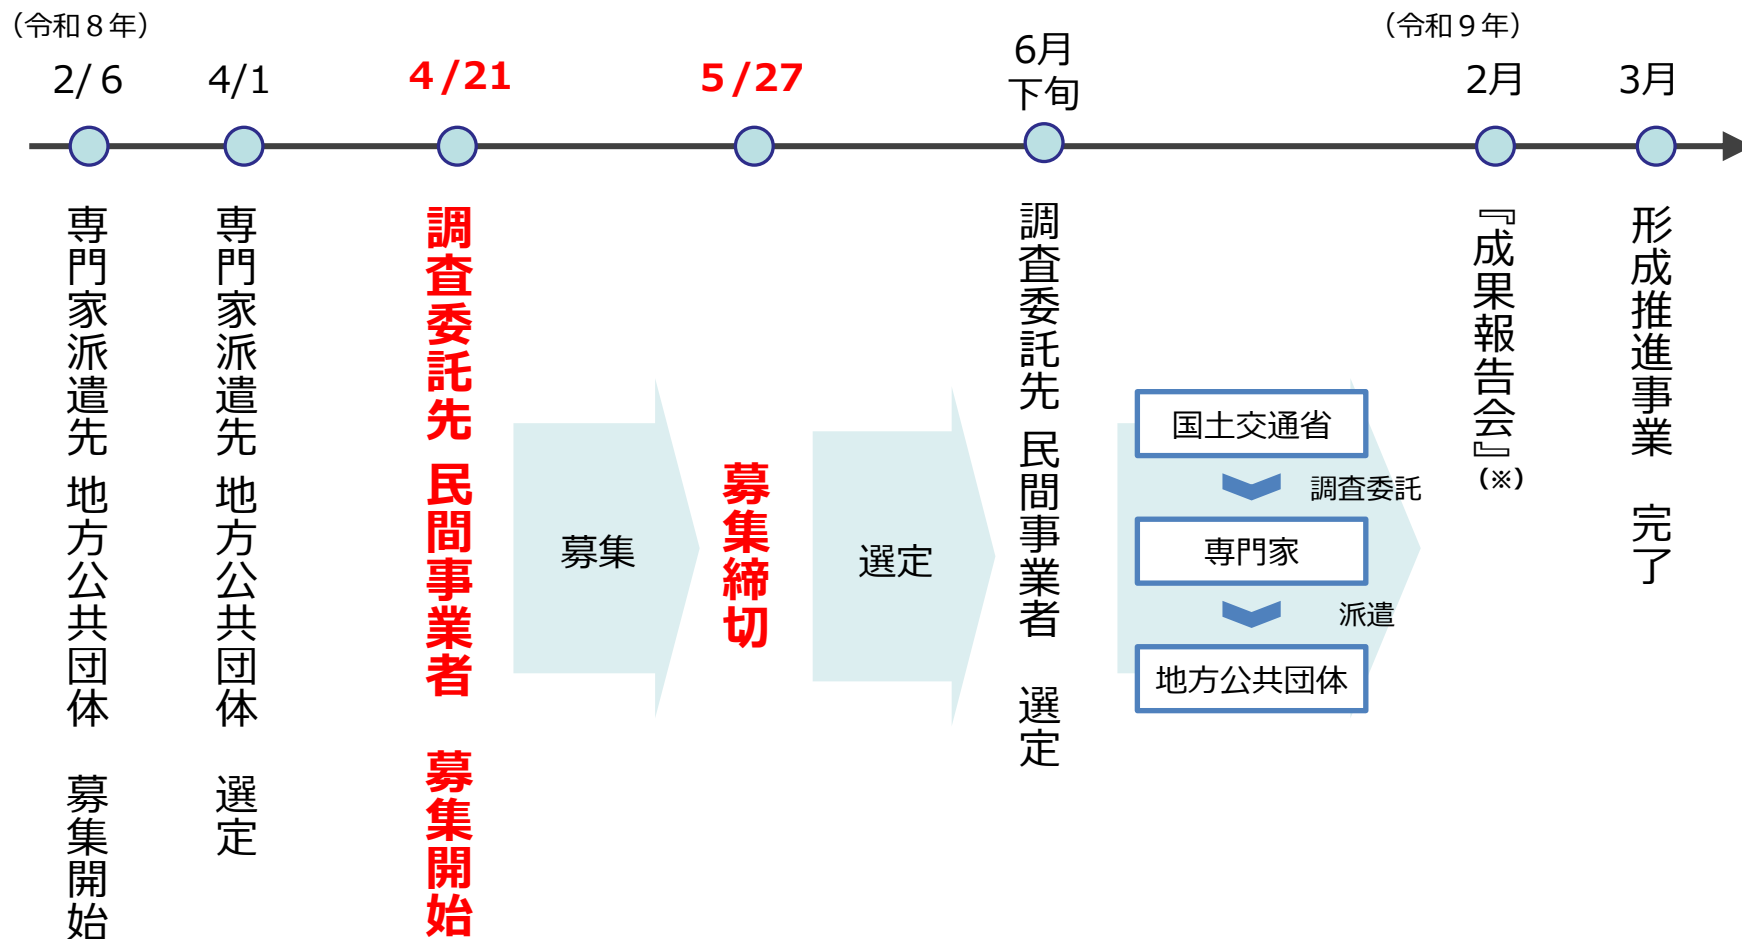 （令和８年）
（令和９年）
2/６
4/1
４/21
５/27
6月
下旬
2月
3月
専門家派遣先 地方公共団体　募集開始
専門家派遣先 地方公共団体　選定
調査委託先 民間事業者　募集開始
募集
募集締切
選定
調査委託先 民間事業者　選定
国土交通省
調査委託
専門家
派遣
地方公共団体
『成果報告会』（※）
形成推進事業　完了